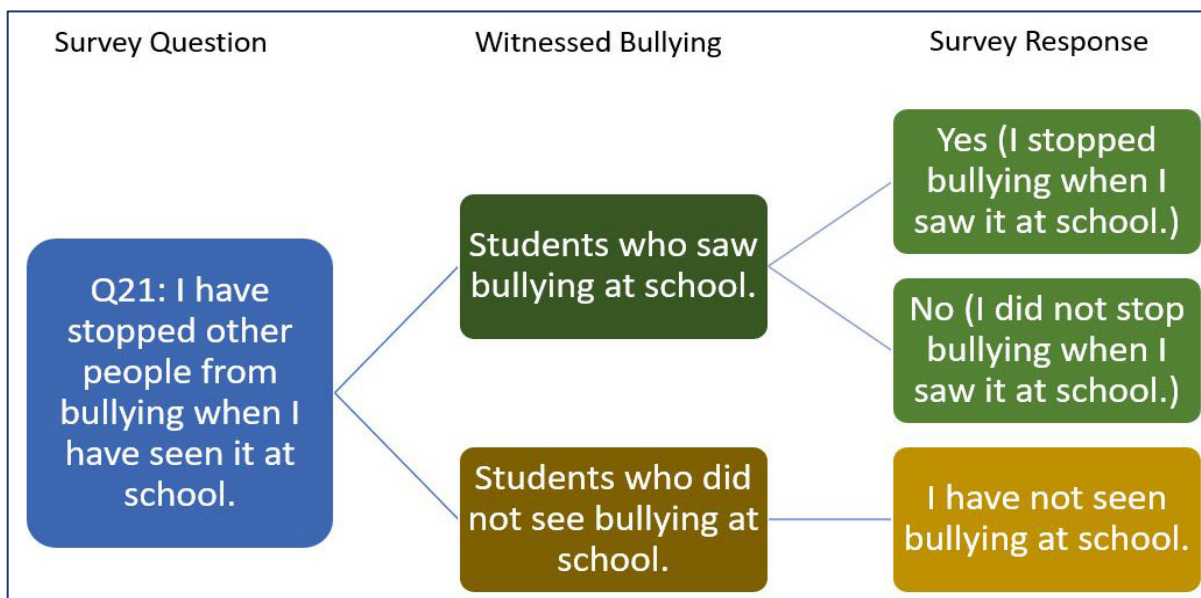 Survey Question
Witnessed Bullying
Survey Response
Q21: I have
stopped other
people from
bullying when I
have seen it at
school.
Students who saw
bullying at school.
Students who did
not see bullying at
school.
Yes (I stopped
bullying when I
saw it at school.)
No (I did not stop
bullying when I
saw it at school.)
I have not seen
bullying at school.